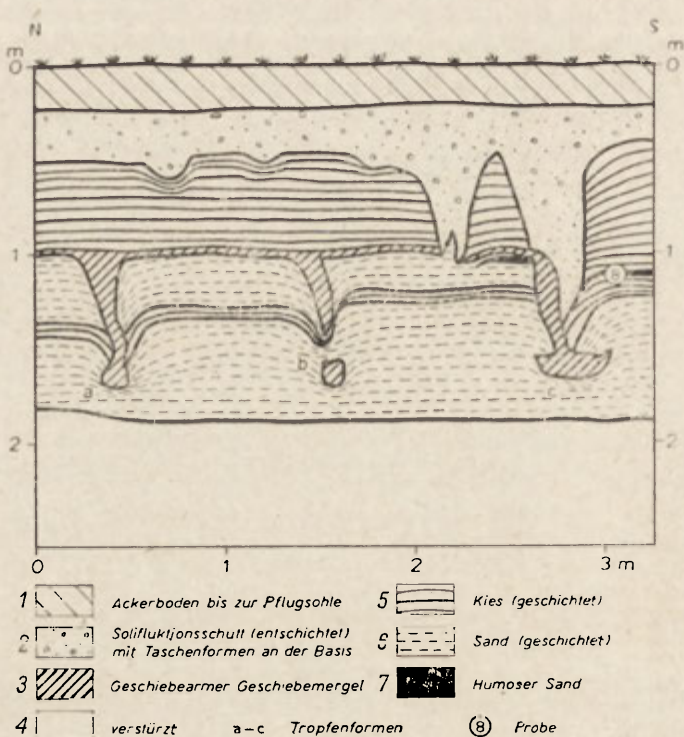 N S
m m
0 0
a b c
1 8 1
2 2
0 1 2 3 m
1 Ackerboden bis zur Pflugsohle
2 Solifluktionsschutt (entschichtet)
mit Taschenformen an der Basis
3 Geschiebearmer Geschiebemergel
4 verstürzt
a-c Tropfenformen
5 Kies (geschichtet)
6 Sand (geschichtet)
7 Humoser Sand
8 Probe